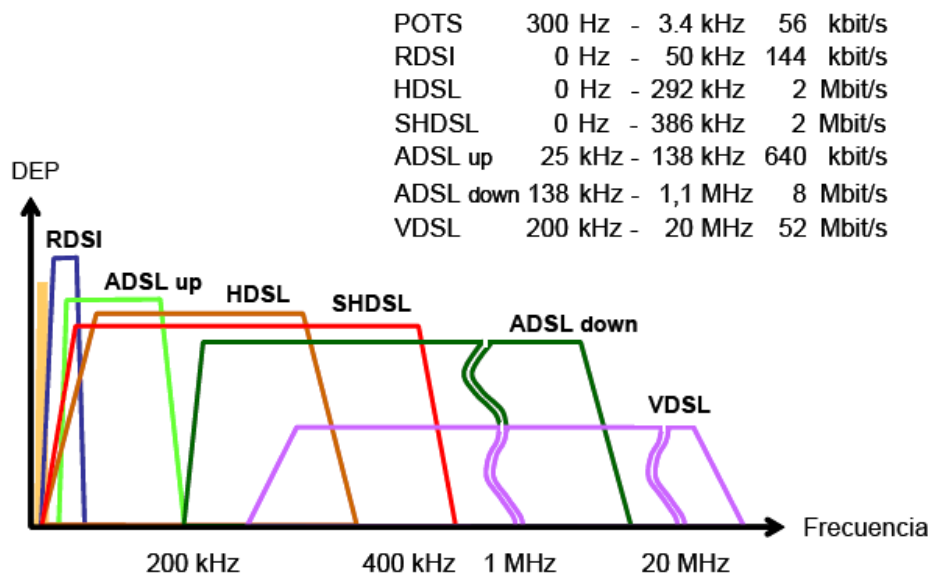 POTS 300 Hz - 3.4 kHz 56 kbit/s
RDSI 0 Hz - 50 kHz 144 kbit/s
HDSL 0 Hz - 292 kHz 2 Mbit/s
SHDSL 0 Hz - 386 kHz 2 Mbit/s
ADSL up 25 kHz - 138 kHz 640 kbit/s
ADSL down 138 kHz - 1,1 MHz 8 Mbit/s
VDSL 200 kHz - 20 MHz 52 Mbit/s
DEP
RDSI
ADSL up
HDSL
SHDSL
ADSL down
VDSL
Frecuencia
200 kHz 400 kHz 1 MHz 20 MHz